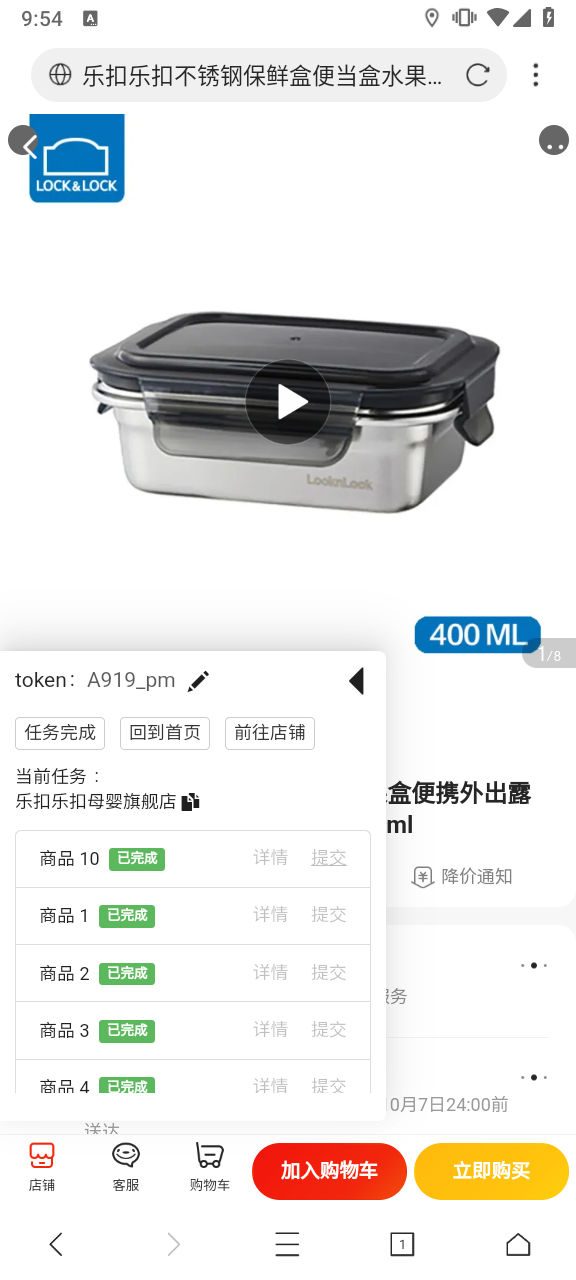 9:54
A
乐扣乐扣不锈钢保鲜盒便当盒水果...
LOCK&LOCK
LocknLock
400 ML
1/8
token： A919_pm
任务完成 回到首页 前往店铺
当前任务：
乐扣乐扣母婴旗舰店
盒便携外出露
ml
降价通知
商品 10 已完成 详情 提交
商品 1 已完成 详情 提交
商品 2 已完成 详情 提交
服务
商品 3 已完成 详情 提交
商品 4 已完成 详情 提交
10月7日24:00前
送达
店铺 客服 购物车 加入购物车 立即购买
1